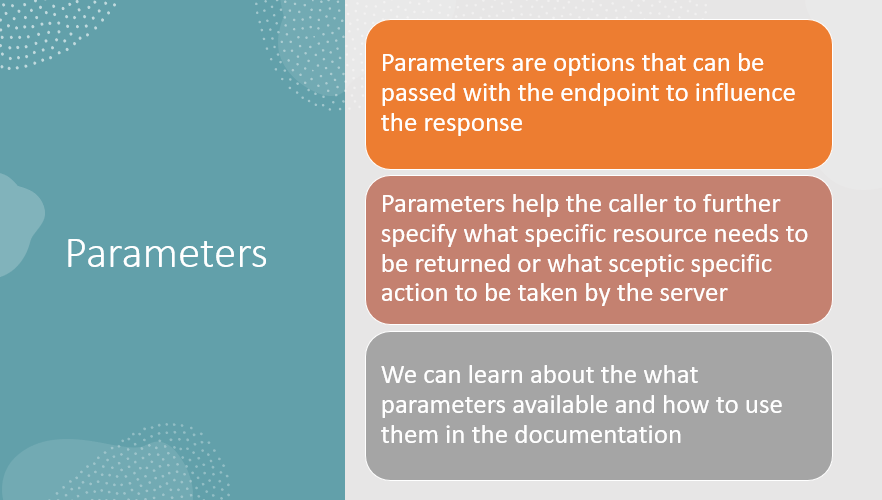 Parameters
Parameters are options that can be
passed with the endpoint to influence
the response
Parameters help the caller to further
specify what specific resource needs to
be returned or what sceptic specific
action to be taken by the server
We can learn about the what
parameters available and how to use
them in the documentation